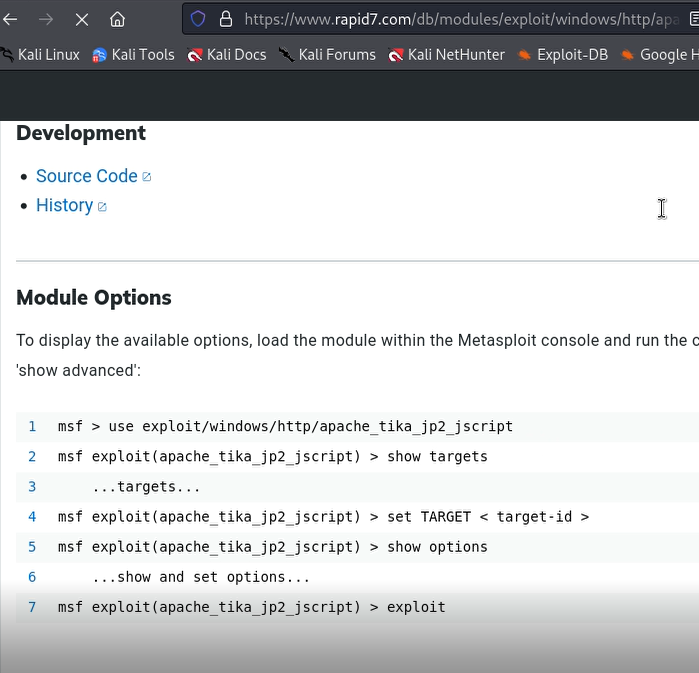 https://www.rapid7.com/db/modules/exploit/windows/http/apa
Kali Linux Kali Tools Kali Docs Kali Forums Kali NetHunter Exploit-DB Google H
Development
• Source Code
• History
Module Options
To display the available options, load the module within the Metasploit console and run the c
'show advanced':
1 msf > use exploit/windows/http/apache_tika_jp2_jscript
2 msf exploit(apache_tika_jp2_jscript) > show targets
3 ...targets...
4 msf exploit(apache_tika_jp2_jscript) > set TARGET < target-id >
5 msf exploit(apache_tika_jp2_jscript) > show options
6 ...show and set options...
7 msf exploit(apache_tika_jp2_jscript) > exploit